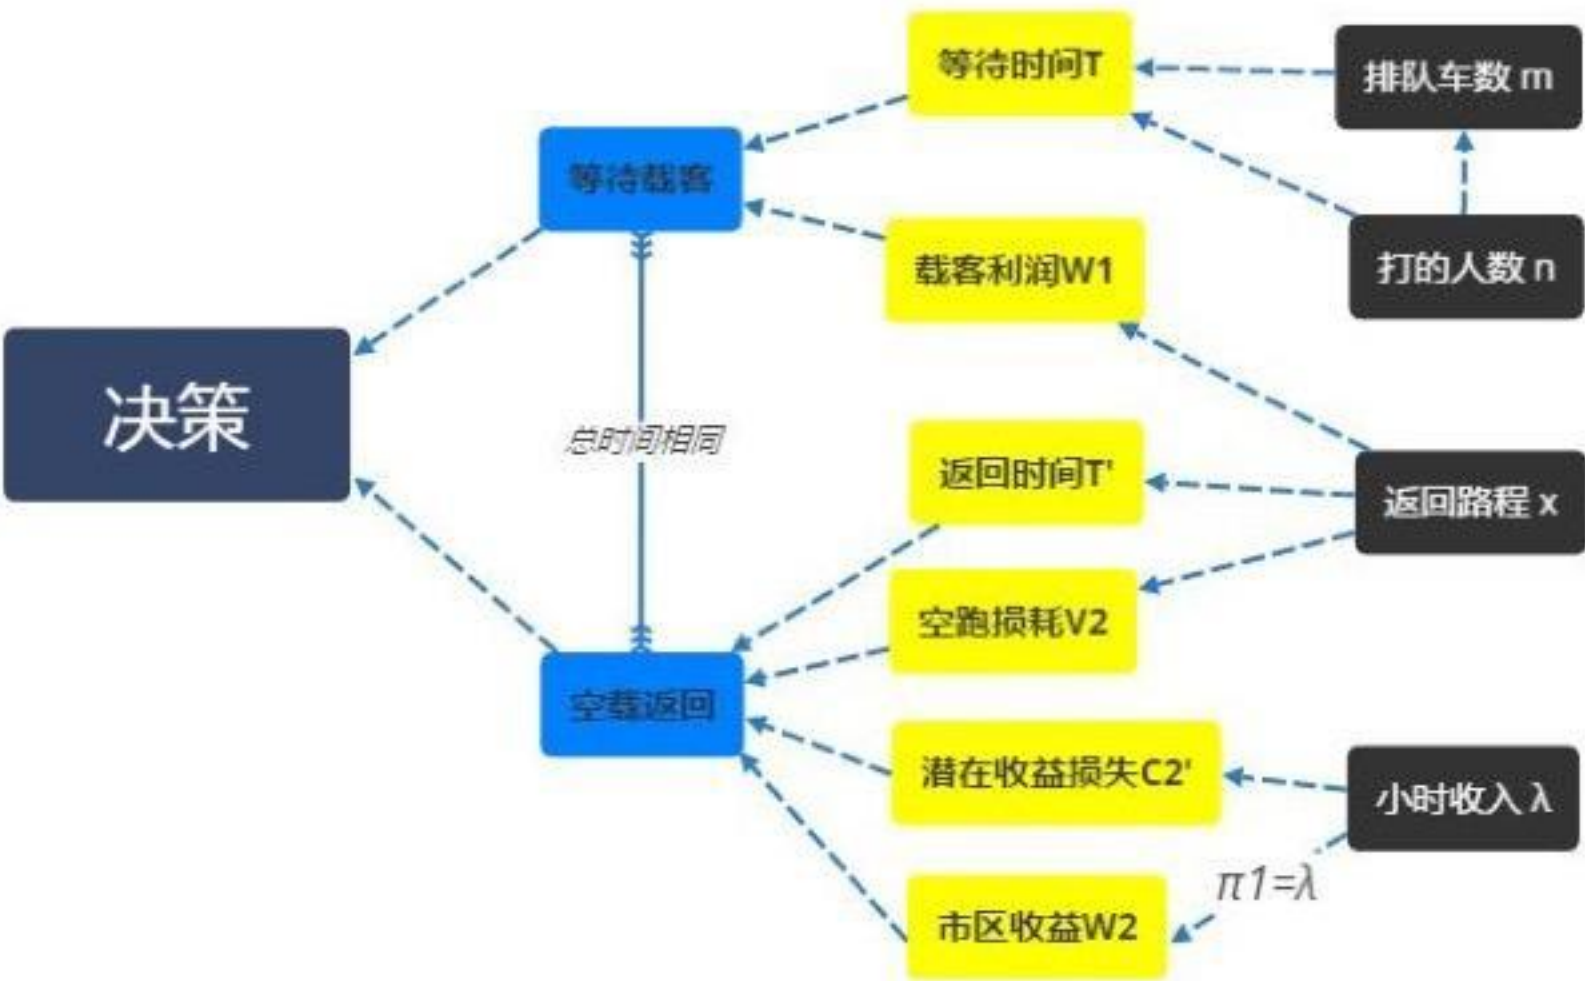 等待时间T
排队车数 m
等待载客
载客利润W1
打的人数 n
决策
总时间相同
返回时间T'
返回路程 x
空跑损耗V2
空载返回
潜在收益损失C2'
小时收入 λ
π1=λ
市区收益W2